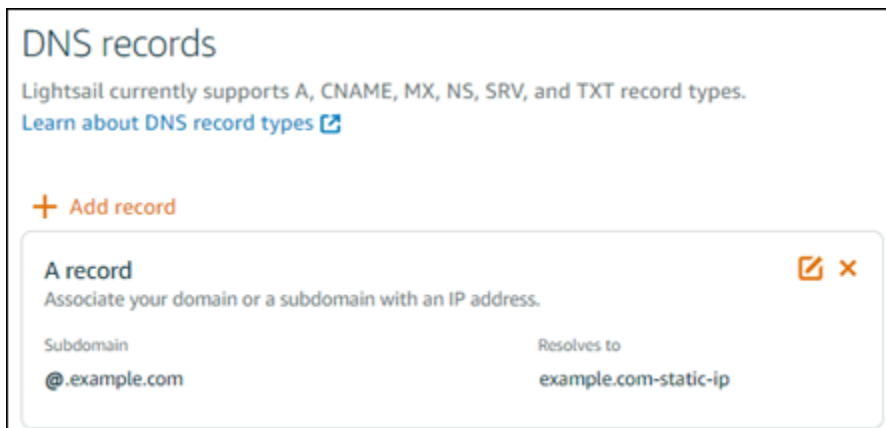 DNS records
Lightsail currently supports A, CNAME, MX, NS, SRV, and TXT record types.
Learn about DNS record types
Add record
A record
Associate your domain or a subdomain with an IP address.
Subdomain
Resolves to
@.example.com
example.com-static-ip